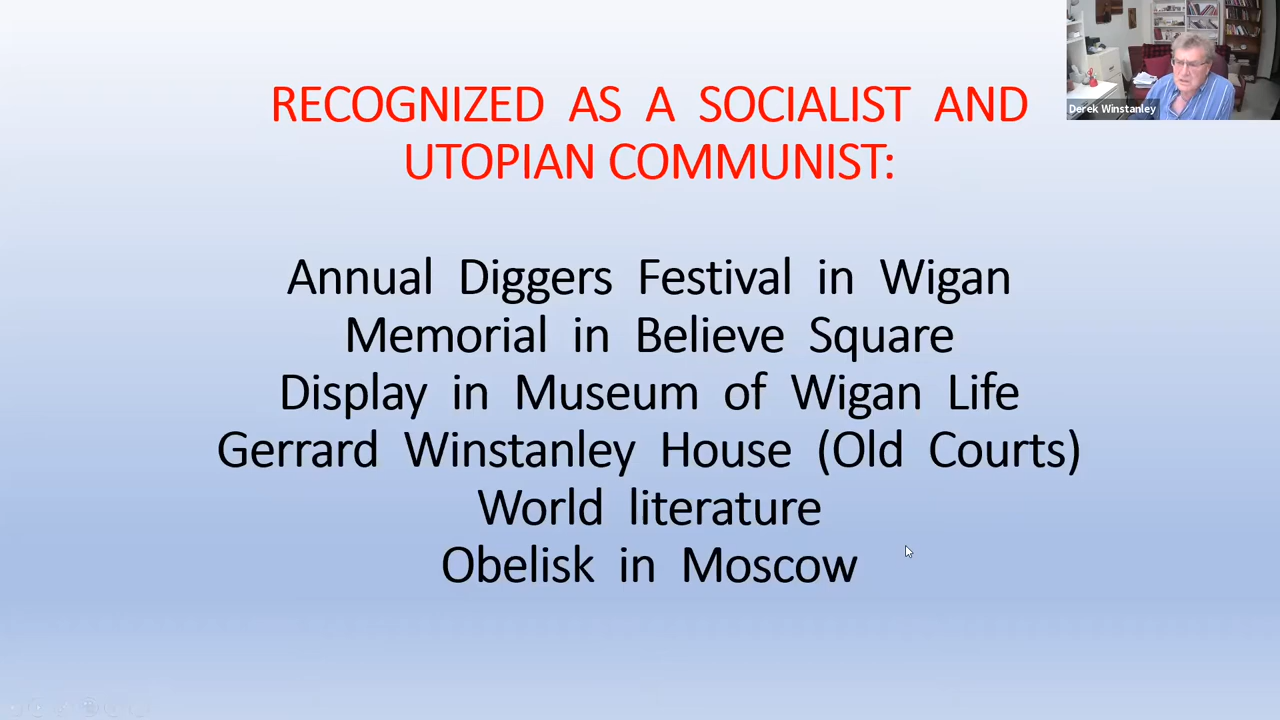 RECOGNIZED AS A SOCIALIST AND
UTOPIAN COMMUNIST:
Annual Diggers Festival in Wigan
Memorial in Believe Square
Display in Museum of Wigan Life
Gerrard Winstanley House (Old Courts)
World literature
Obelisk in Moscow
Derek Winstanley